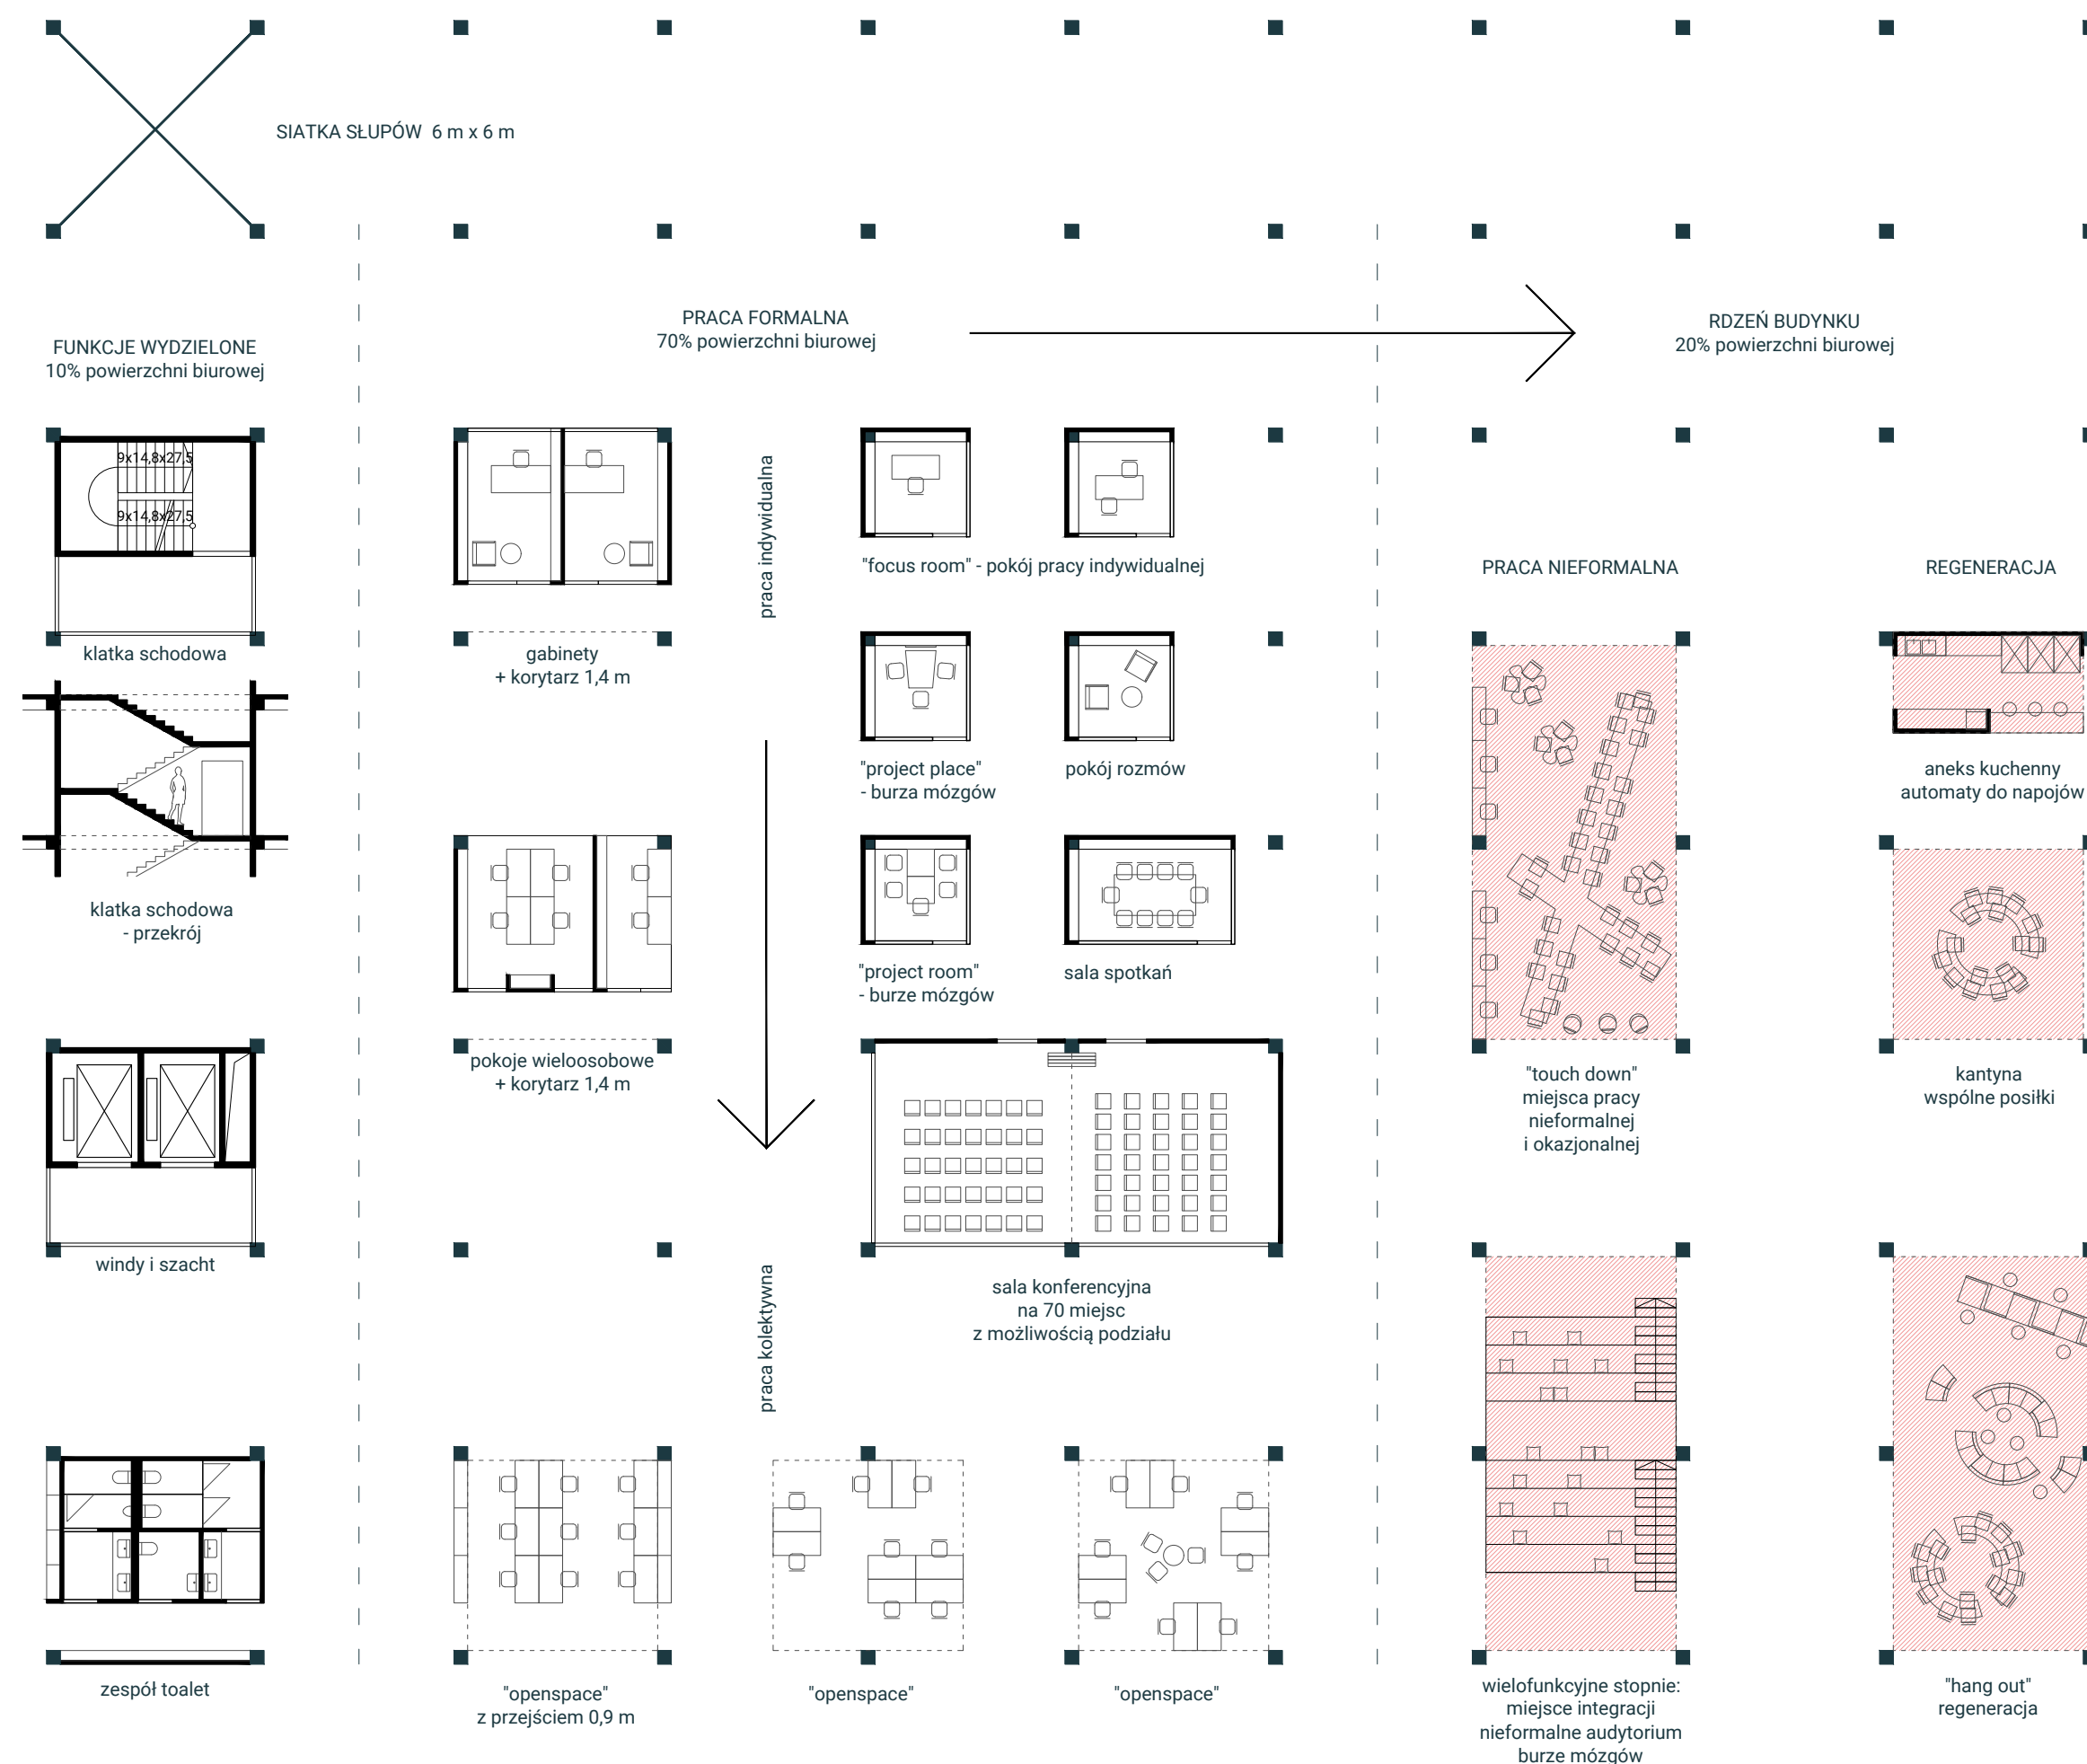 SIATKA SŁUPÓW  6 m x 6 m
FUNKCJE WYDZIELONE
10% powierzchni biurowej
PRACA FORMALNA
70% powierzchni biurowej
RDZEŃ BUDYNKU
20% powierzchni biurowej
9x14,8x27,5
9x14,8x27,5
klatka schodowa
klatka schodowa
- przekrój
windy i szacht
zespół toalet
gabinety
+ korytarz 1,4 m
pokoje wieloosobowe
+ korytarz 1,4 m
"openspace"
z przejściem 0,9 m
praca indywidualna
praca kolektywna
"focus room" - pokój pracy indywidualnej
"project place"
- burza mózgów
pokój rozmów
"project room"
- burze mózgów
sala spotkań
sala konferencyjna
na 70 miejsc
z możliwością podziału
"openspace"
"openspace"
PRACA NIEFORMALNA
"touch down"
miejsca pracy
nieformalnej
i okazjonalnej
wielofunkcyjne stopnie:
miejsce integracji
nieformalne audytorium
burze mózgów
REGENERACJA
aneks kuchenny
automaty do napojów
kantyna
wspólne posiłki
"hang out"
regeneracja